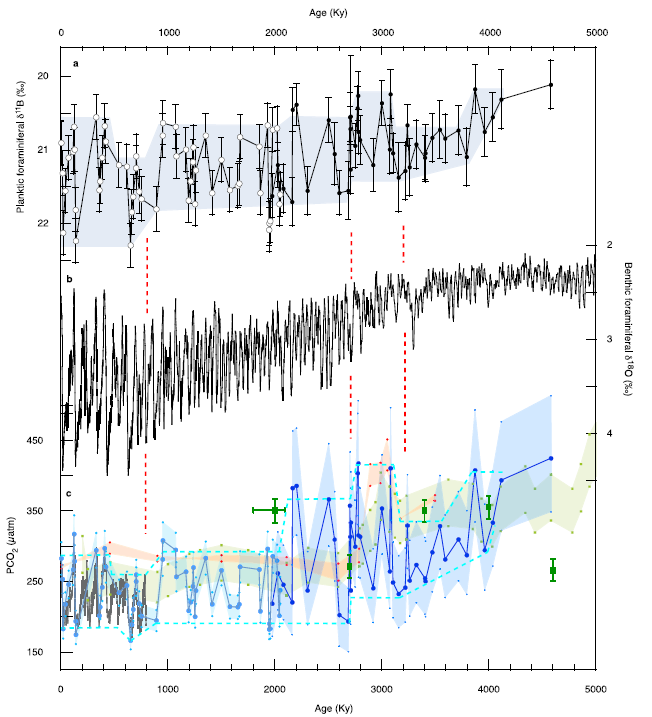 Age (Ky)
0 1000 2000 3000 4000 5000
a
20
21
22
Planktic foraminiferal δ¹¹B (‰)
b
2
3
4
Benthic foraminiferal δ¹⁸O (‰)
c
450
350
250
150
PCO₂ (µatm)
0 1000 2000 3000 4000 5000
Age (Ky)